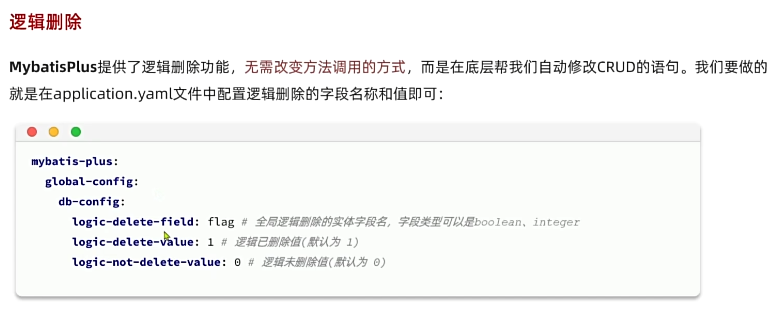 逻辑删除
MybatisPlus提供了逻辑删除功能，无需改变方法调用的方式，而是在底层帮我们自动修改CRUD的语句。我们要做的
就是在application.yaml文件中配置逻辑删除的字段名称和值即可：
mybatis-plus:
  global-config:
    db-config:
      logic-delete-field: flag # 全局逻辑删除的实体字段名，字段类型可以是boolean、integer
      logic-delete-value: 1 # 逻辑已删除值(默认为 1)
      logic-not-delete-value: 0 # 逻辑未删除值(默认为 0)